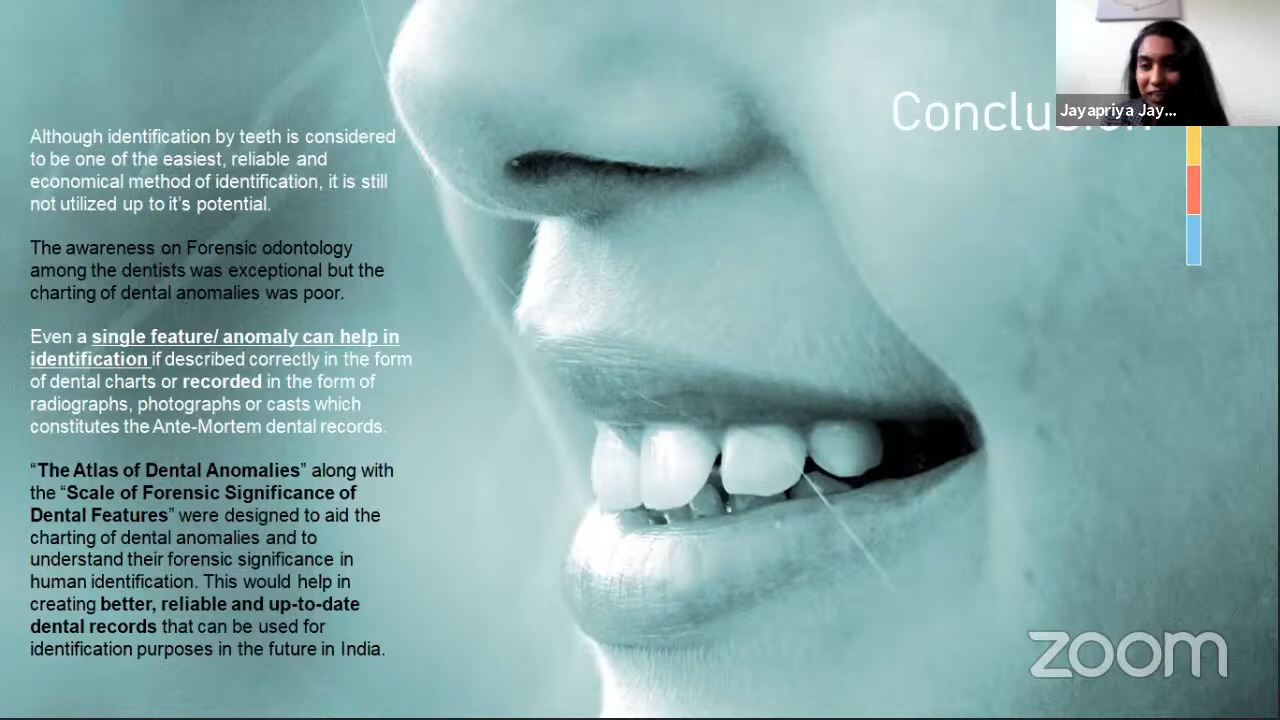 Conclusion
Jayapriya Jay...
Although identification by teeth is considered
to be one of the easiest, reliable and
economical method of identification, it is still
not utilized up to it's potential.
The awareness on Forensic odontology
among the dentists was exceptional but the
charting of dental anomalies was poor.
Even a single feature/ anomaly can help in
identification if described correctly in the form
of dental charts or recorded in the form of
radiographs, photographs or casts which
constitutes the Ante-Mortem dental records.
“The Atlas of Dental Anomalies” along with
the “Scale of Forensic Significance of
Dental Features” were designed to aid the
charting of dental anomalies and to
understand their forensic significance in
human identification. This would help in
creating better, reliable and up-to-date
dental records that can be used for
identification purposes in the future in India.
zoom